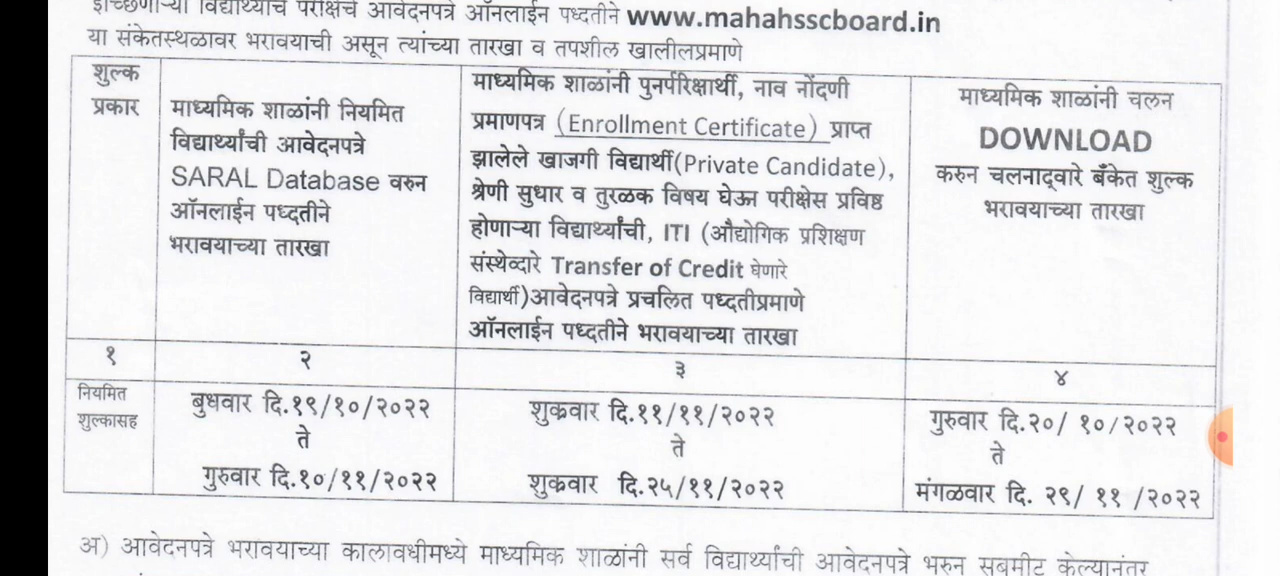 इच्छिणाऱ्या विद्यार्थ्यांचे परीक्षेचे आवेदनपत्रे ऑनलाईन पध्दतीने www.mahahsscboard.in
या संकेतस्थळावर भरावयाची असून त्यांच्या तारखा व तपशील खालीलप्रमाणे
शुल्क
प्रकार
माध्यमिक शाळांनी नियमित
विद्यार्थ्यांची आवेदनपत्रे
SARAL Database वरुन
ऑनलाईन पध्दतीने
भरावयाच्या तारखा
माध्यमिक शाळांनी पुनर्परिक्षार्थी, नाव नोंदणी
प्रमाणपत्र (Enrollment Certificate) प्राप्त
झालेले खाजगी विद्यार्थी(Private Candidate),
श्रेणी सुधार व तुरळक विषय घेऊन परीक्षेस प्रविष्ठ
होणाऱ्या विद्यार्थ्यांची, ITI (औद्योगिक प्रशिक्षण
संस्थेव्दारे Transfer of Credit घेणारे
विद्यार्थी)आवेदनपत्रे प्रचलित पध्दतीप्रमाणे
ऑनलाईन पध्दतीने भरावयाच्या तारखा
माध्यमिक शाळांनी चलन
DOWNLOAD
करुन चलनाद्वारे बँकेत शुल्क
भरावयाच्या तारखा
१
२
३
४
नियमित
शुल्कासह
बुधवार दि.१९/१०/२०२२
ते
गुरुवार दि.१०/११/२०२२
शुक्रवार दि.११/११/२०२२
ते
शुक्रवार दि.२५/११/२०२२
गुरुवार दि.२०/ १०/२०२२
ते
मंगळवार दि. २९/ ११ /२०२२
अ) आवेदनपत्रे भरावयाच्या कालावधीमध्ये माध्यमिक शाळांनी सर्व विद्यार्थ्यांची आवेदनपत्रे भरुन सबमीट केल्यानंतर